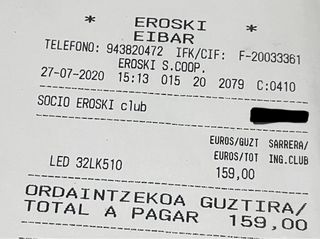 * EROSKI *
EIBAR
TELEFONO: 943820472 IFK/CIF: F-20033361
EROSKI S.COOP.
27-07-2020 15:13 015 20 2079 C:0410
SOCIO EROSKI club
EUROS/GUZT SARRERA/
EUROS/TOT ING.CLUB
LED 32LK510 159,00
ORDAINTZEKOA GUZTIRA/
TOTAL A PAGAR 159,00